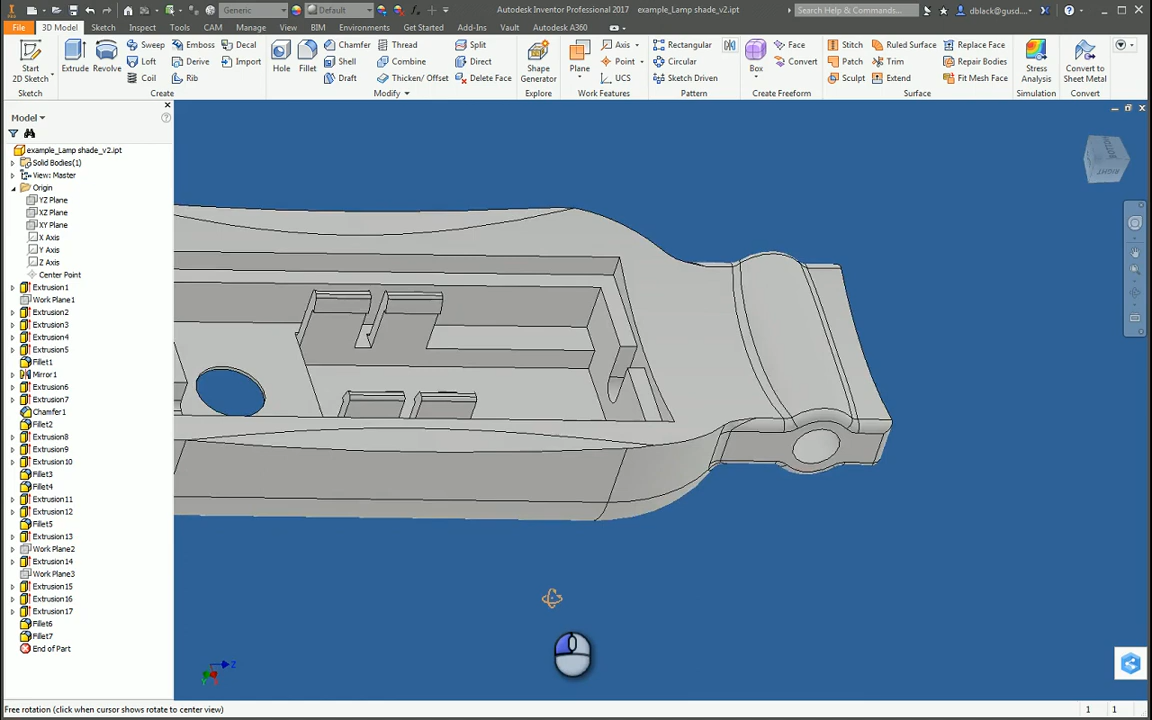 Generic
Default
Autodesk Inventor Professional 2017 example_Lamp shade_v2.ipt
Search Help & Commands...
dblack@gusd...
File 3D Model Sketch Inspect Tools Manage View BIM Environments Get Started Add-Ins Vault Autodesk A360
Start
2D Sketch
Sketch
Extrude Revolve
Sweep Emboss Decal
Loft Derive Import
Coil Rib
Create
Hole Fillet
Chamfer Thread Split
Shell Combine Direct
Draft Thicken/ Offset Delete Face
Modify
Shape
Generator
Explore
Plane
Axis
Point
UCS
Work Features
Rectangular
Circular
Sketch Driven
Pattern
Box
Face
Convert
Create Freeform
Stitch Ruled Surface Replace Face
Patch Trim Repair Bodies
Sculpt Extend Fit Mesh Face
Surface
Stress
Analysis
Simulation
Convert to
Sheet Metal
Convert
Model
example_Lamp shade_v2.ipt
Solid Bodies(1)
View: Master
Origin
YZ Plane
XZ Plane
XY Plane
X Axis
Y Axis
Z Axis
Center Point
Extrusion1
Work Plane1
Extrusion2
Extrusion3
Extrusion4
Extrusion5
Fillet1
Mirror1
Extrusion6
Extrusion7
Chamfer1
Fillet2
Extrusion8
Extrusion9
Extrusion10
Fillet3
Fillet4
Extrusion11
Extrusion12
Fillet5
Extrusion13
Work Plane2
Extrusion14
Work Plane3
Extrusion15
Extrusion16
Extrusion17
Fillet6
Fillet7
End of Part
BOTTOM
RIGHT
Z
Y
Free rotation (click when cursor shows rotate to center view)
1 1